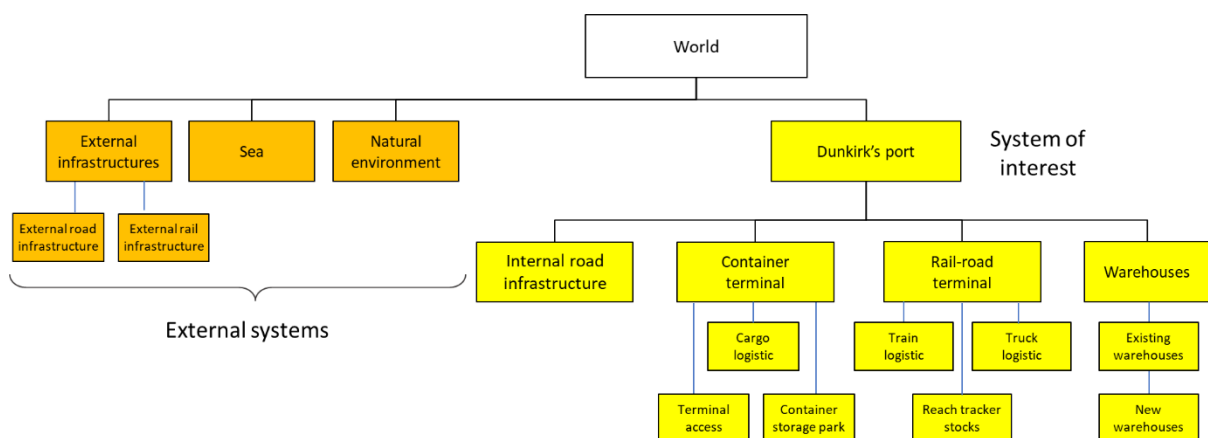 World
External
infrastructures
Sea
Natural
environment
Dunkirk's port
System of
interest
External road
infrastructure
External rail
infrastructure
External systems
Internal road
infrastructure
Container
terminal
Rail-road
terminal
Warehouses
Cargo
logistic
Train
logistic
Truck
logistic
Existing
warehouses
Terminal
access
Container
storage park
Reach tracker
stocks
New
warehouses